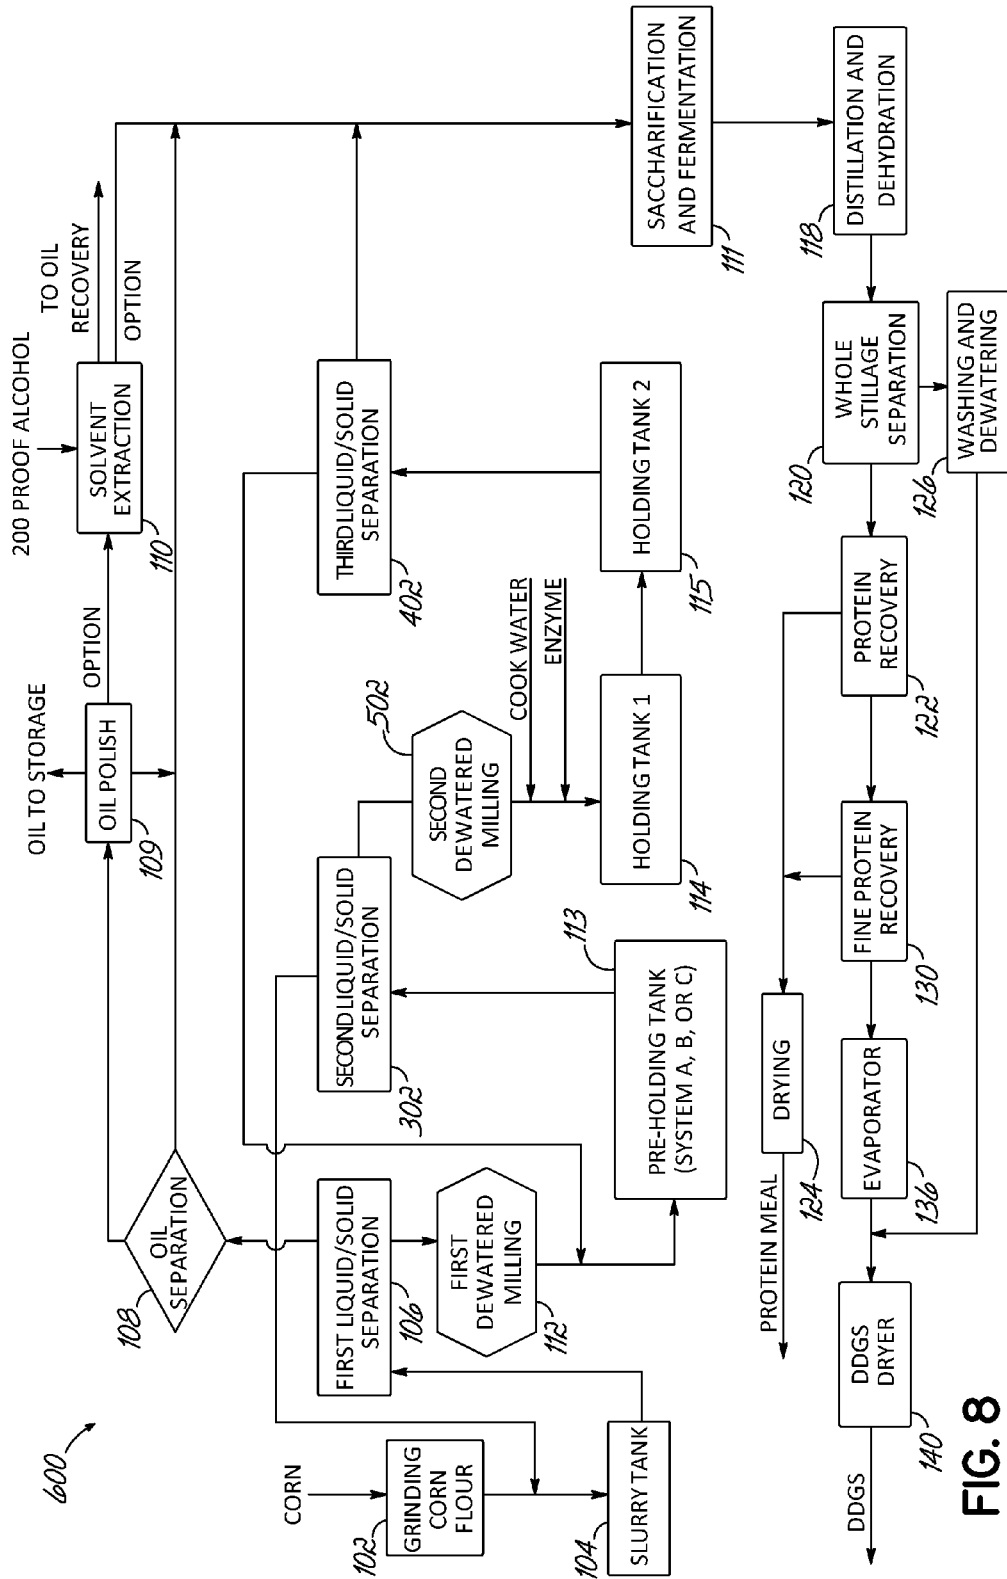 600
CORN
102
GRINDING
CORN
FLOUR
104
SLURRY TANK
108
OIL
SEPARATION
FIRST LIQUID/SOLID
SEPARATION
106
FIRST
DEWATERED
MILLING
112
OIL TO STORAGE
OIL POLISH
109
OPTION
200 PROOF ALCOHOL
SOLVENT
EXTRACTION
110
TO OIL
RECOVERY
OPTION
SECOND LIQUID/SOLID
SEPARATION
302
SECOND
DEWATERED
MILLING
502
COOK WATER
ENZYME
THIRD LIQUID/SOLID
SEPARATION
402
113
PRE-HOLDING TANK
(SYSTEM A, B, OR C)
HOLDING TANK 1
114
HOLDING TANK 2
115
SACCHARIFICATION
AND FERMENTATION
111
DISTILLATION AND
DEHYDRATION
118
WHOLE
STILLAGE
SEPARATION
120
WASHING AND
DEWATERING
126
PROTEIN
RECOVERY
122
FINE PROTEIN
RECOVERY
130
DRYING
124
PROTEIN MEAL
EVAPORATOR
136
DDGS
DRYER
140
DDGS
FIG. 8